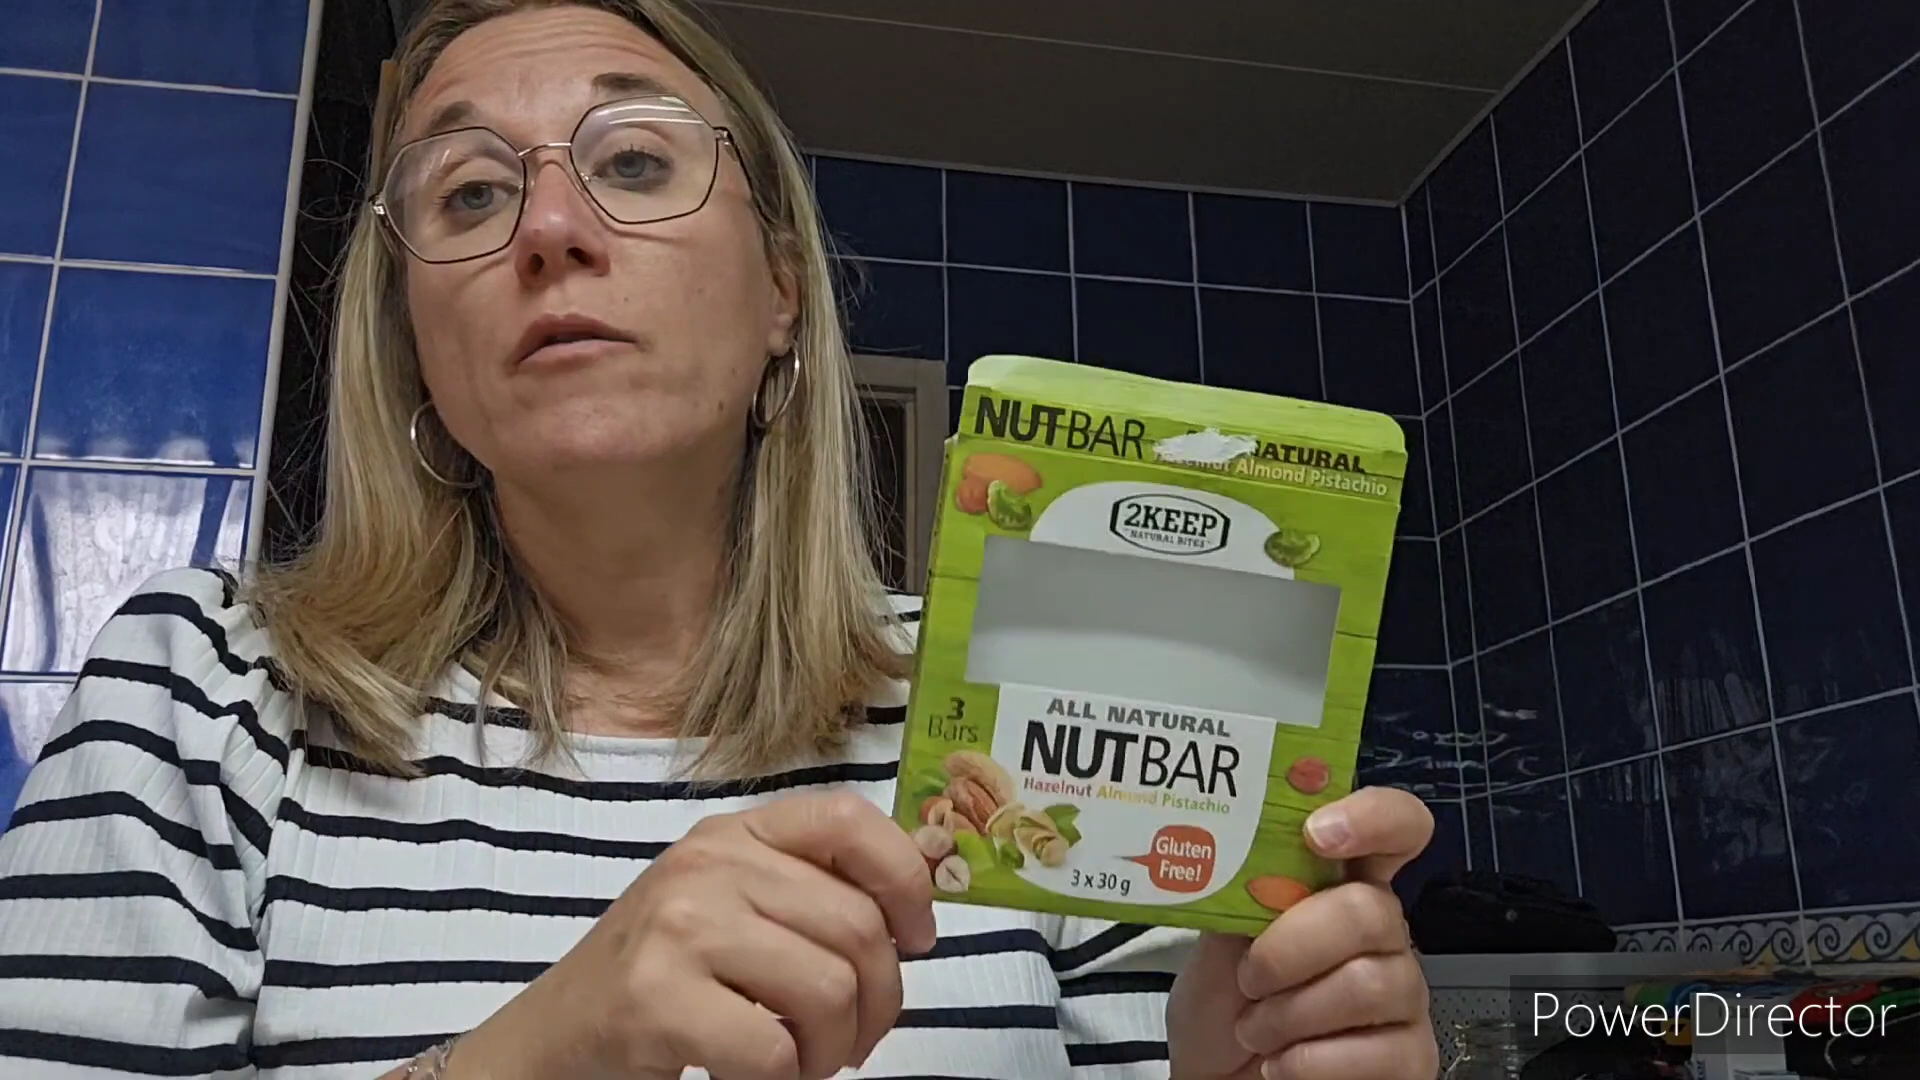 NUTBAR NATURAL
Almond Pistachio
2KEEP
NATURAL BITES
ALL NATURAL
NUTBAR
Hazelnut Almond Pistachio
3
Bars
Gluten
Free!
3 x 30 g
PowerDirector